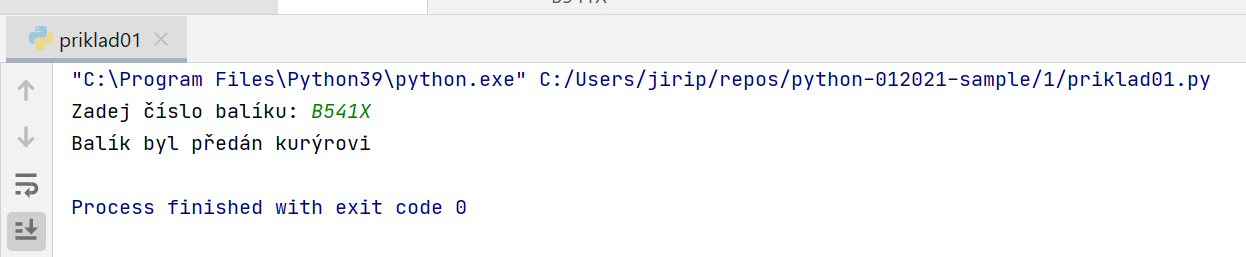 priklad01
"C:\Program Files\Python39\python.exe" C:/Users/jirip/repos/python-012021-sample/1/priklad01.py
Zadej číslo balíku: B541X
Balík byl předán kurýrovi
Process finished with exit code 0